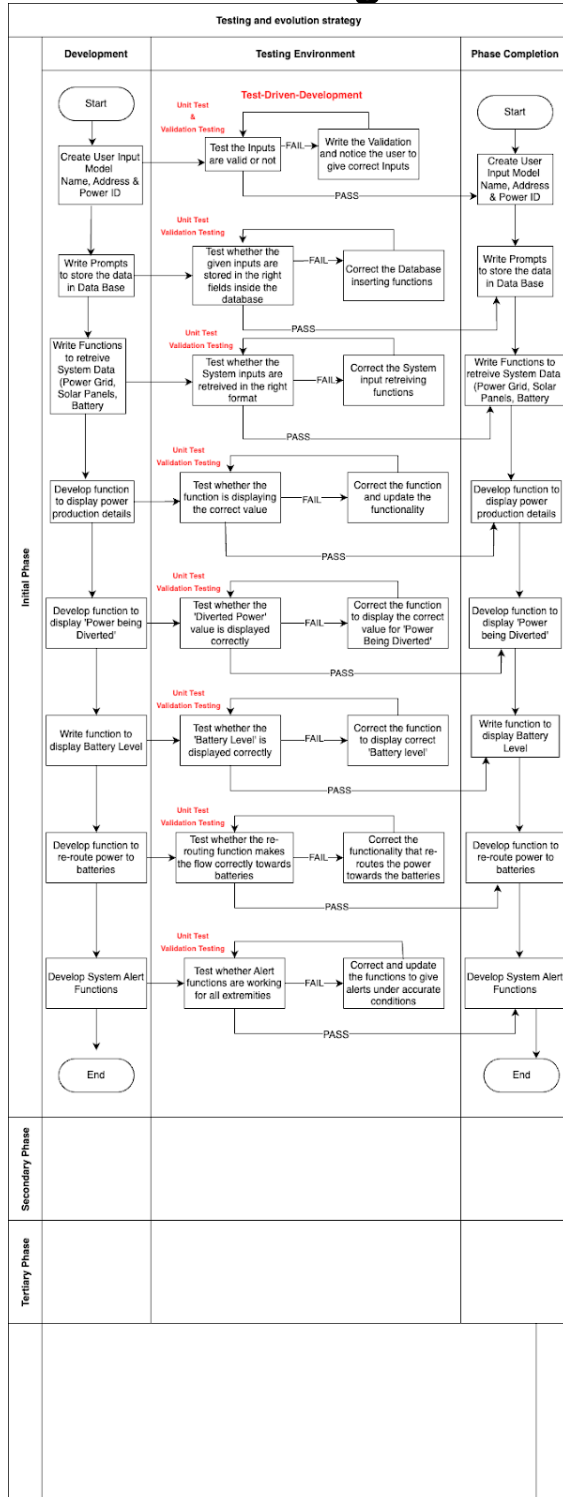 Testing and evolution strategy
Development
Testing Environment
Phase Completion
Initial Phase
Start
Unit Test
&
Validation Testing
Test-Driven-Development
Start
Create User Input
Model
Name, Address &
Power ID
Test the Inputs
are valid or not
FAIL
Write the Validation
and notice the user to
give correct Inputs
PASS
Create User
Input Model
Name, Address
& Power ID
Unit Test
Validation Testing
Write Prompts
to store the data
in Data Base
Test whether the
given inputs are
stored in the right
fields inside the
database
FAIL
Correct the Database
inserting functions
PASS
Write Prompts
to store the data
in Data Base
Unit Test
Validation Testing
Write Functions
to retreive
System Data
(Power Grid,
Solar Panels,
Battery
Test whether the
System inputs are
retreived in the right
format
FAIL
Correct the System
input retreiving
functions
PASS
Write Functions to
retreive System Data
(Power Grid, Solar
Panels, Battery
Unit Test
Validation Testing
Develop function
to display power
production details
Test whether the
function is displaying
the correct value
FAIL
Correct the function
and update the
functionality
PASS
Develop function
to display power
production details
Unit Test
Validation Testing
Develop function to
display 'Power being
Diverted'
Test whether the
'Diverted Power'
value is displayed
correctly
FAIL
Correct the function
to display the correct
value for 'Power
Being Diverted'
PASS
Develop function to
display 'Power
being Diverted'
Unit Test
Validation Testing
Write function to
display Battery Level
Test whether the
'Battery Level' is
displayed correctly
FAIL
Correct the function
to display correct
'Battery level'
PASS
Write function to
display Battery
Level
Unit Test
Validation Testing
Develop function to
re-route power to
batteries
Test whether the re-
routing function makes
the flow correctly towards
batteries
FAIL
Correct the
functionality that re-
routes the power
towards the batteries
PASS
Develop function to
re-route power to
batteries
Unit Test
Validation Testing
Develop System Alert
Functions
Test whether Alert
functions are working
for all extremities
FAIL
Correct and update
the functions to give
alerts under accurate
conditions
PASS
Develop System Alert
Functions
End
End
Secondary Phase
Tertiary Phase